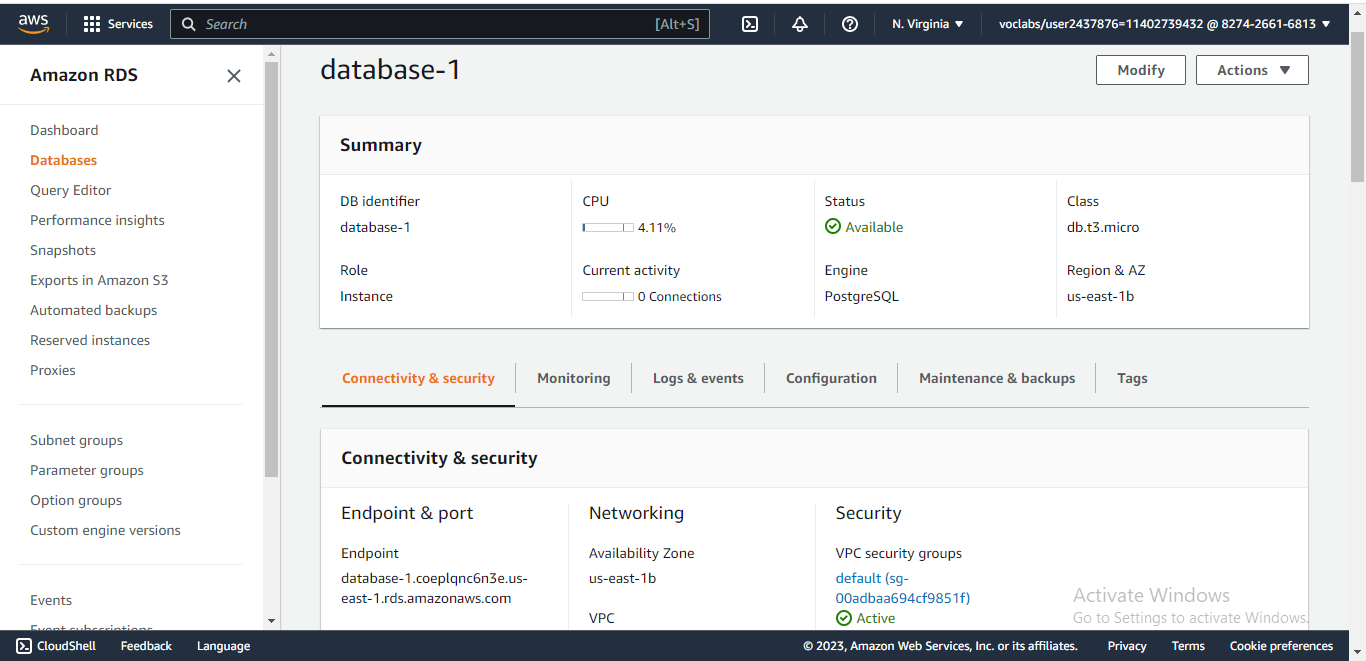 aws
Services
Search
[Alt+S]
N. Virginia
voclabs/user2437876=11402739432 @ 8274-2661-6813
Amazon RDS
Dashboard
Databases
Query Editor
Performance insights
Snapshots
Exports in Amazon S3
Automated backups
Reserved instances
Proxies
Subnet groups
Parameter groups
Option groups
Custom engine versions
Events
Event subscriptions
database-1
Modify
Actions
Summary
DB identifier
database-1
CPU
4.11%
Status
Available
Class
db.t3.micro
Role
Instance
Current activity
0 Connections
Engine
PostgreSQL
Region & AZ
us-east-1b
Connectivity & security
Monitoring
Logs & events
Configuration
Maintenance & backups
Tags
Connectivity & security
Endpoint & port
Endpoint
database-1.coeplqnc6n3e.us-
east-1.rds.amazonaws.com
Networking
Availability Zone
us-east-1b
VPC
Security
VPC security groups
default (sg-
00adbaa694cf9851f)
Active
Activate Windows
Go to Settings to activate Windows.
CloudShell
Feedback
Language
© 2023, Amazon Web Services, Inc. or its affiliates.
Privacy
Terms
Cookie preferences